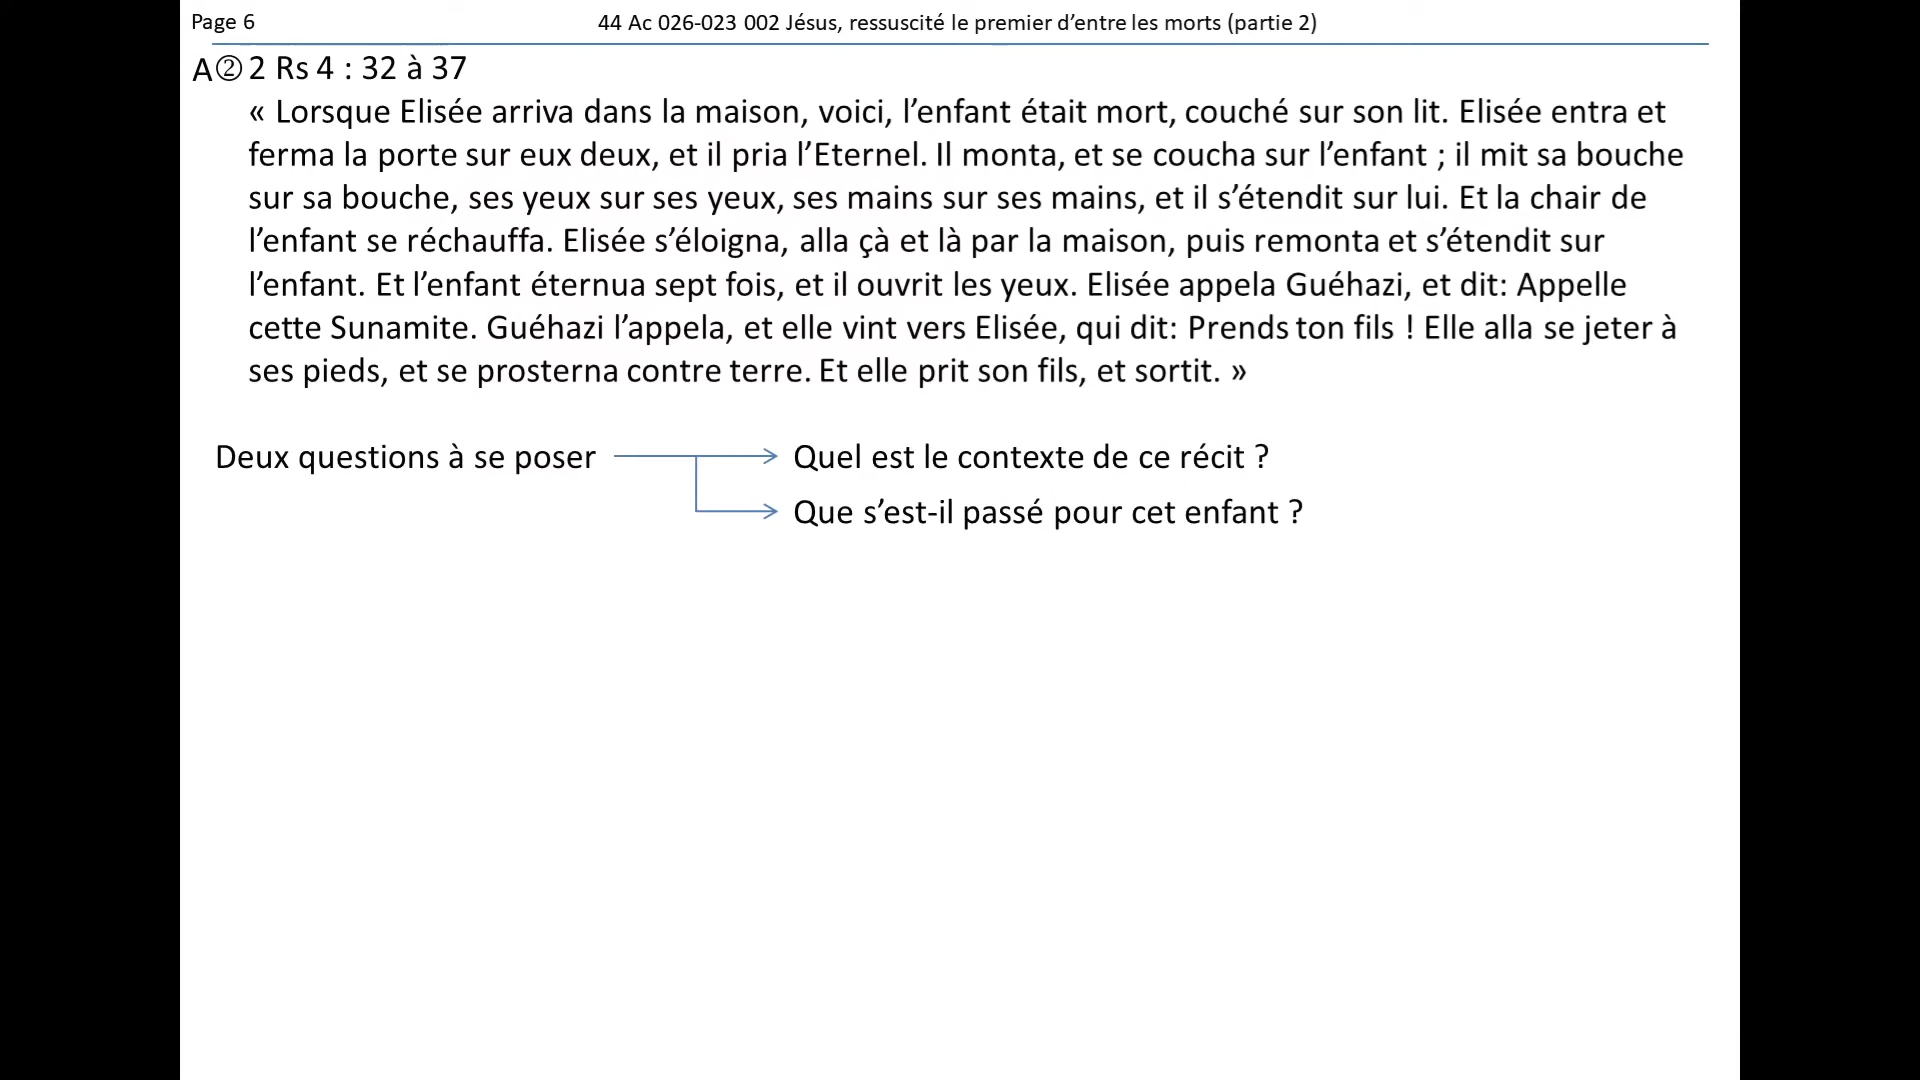 Page 6
44 Ac 026-023 002 Jésus, ressuscité le premier d’entre les morts (partie 2)
A② 2 Rs 4 : 32 à 37
« Lorsque Elisée arriva dans la maison, voici, l’enfant était mort, couché sur son lit. Elisée entra et
ferma la porte sur eux deux, et il pria l’Eternel. Il monta, et se coucha sur l’enfant ; il mit sa bouche
sur sa bouche, ses yeux sur ses yeux, ses mains sur ses mains, et il s’étendit sur lui. Et la chair de
l’enfant se réchauffa. Elisée s’éloigna, alla çà et là par la maison, puis remonta et s’étendit sur
l’enfant. Et l’enfant éternua sept fois, et il ouvrit les yeux. Elisée appela Guéhazi, et dit: Appelle
cette Sunamite. Guéhazi l’appela, et elle vint vers Elisée, qui dit: Prends ton fils ! Elle alla se jeter à
ses pieds, et se prosterna contre terre. Et elle prit son fils, et sortit. »
Deux questions à se poser
Quel est le contexte de ce récit ?
Que s’est-il passé pour cet enfant ?